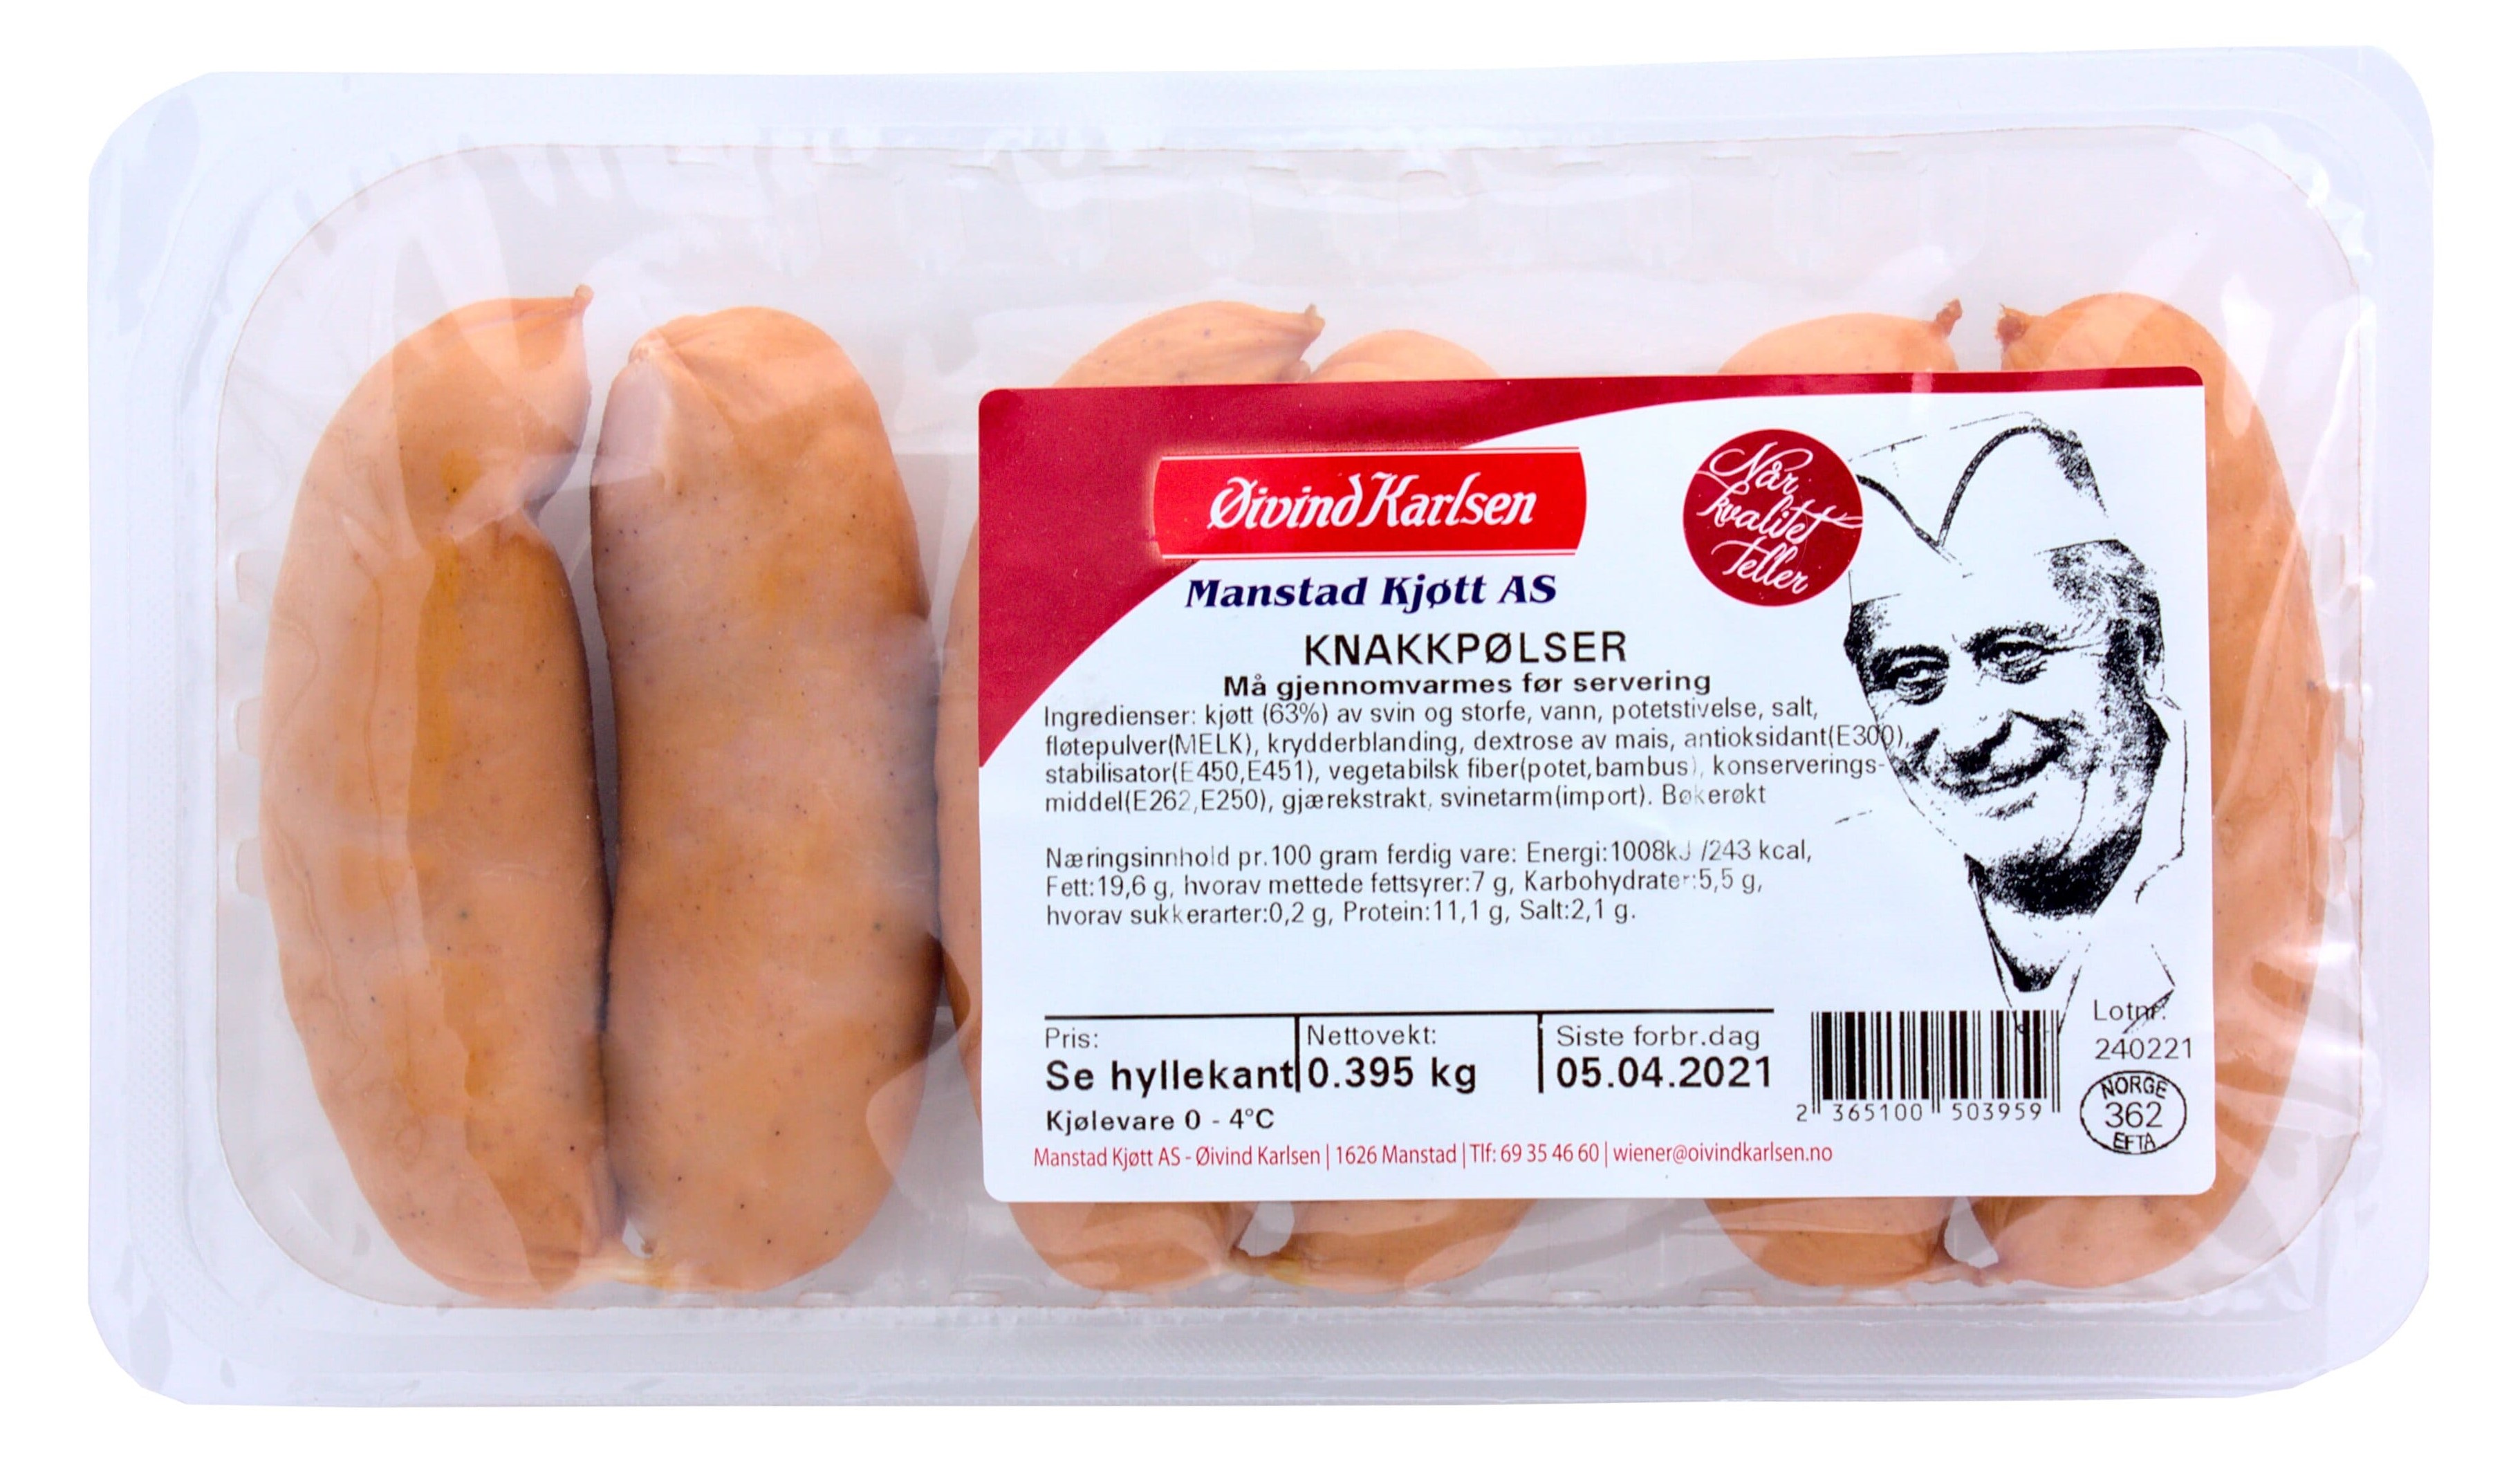 Øivind Karlsen
Når
kvalitet
Teller
Manstad Kjøtt AS
KNAKKPØLSER
Må gjennomvarmes før servering
Ingredienser: kjøtt (63%) av svin og storfe, vann, potetstivelse, salt,
fløtepulver(MELK), krydderblanding, dextrose av mais, antioksidant(E300),
stabilisator(E450,E451), vegetabilsk fiber(potet,bambus), konserverings-
middel(E262,E250), gjærekstrakt, svinetarm(import). Bøkerøkt
Næringsinnhold pr.100 gram ferdig vare: Energi:1008kJ /243 kcal,
Fett:19,6 g, hvorav mettede fettsyrer:7 g, Karbohydrater:5,5 g,
hvorav sukkerarter:0,2 g, Protein:11,1 g, Salt:2,1 g.
Pris:
Se hyllekant
Nettovekt:
0.395 kg
Siste forbr.dag
05.04.2021
Kjølevare 0 - 4°C
2 365100 503959
Lotnr:
240221
NORGE
362
EFTA
Manstad Kjøtt AS - Øivind Karlsen | 1626 Manstad | Tlf: 69 35 46 60 | wiener@oivindkarlsen.no